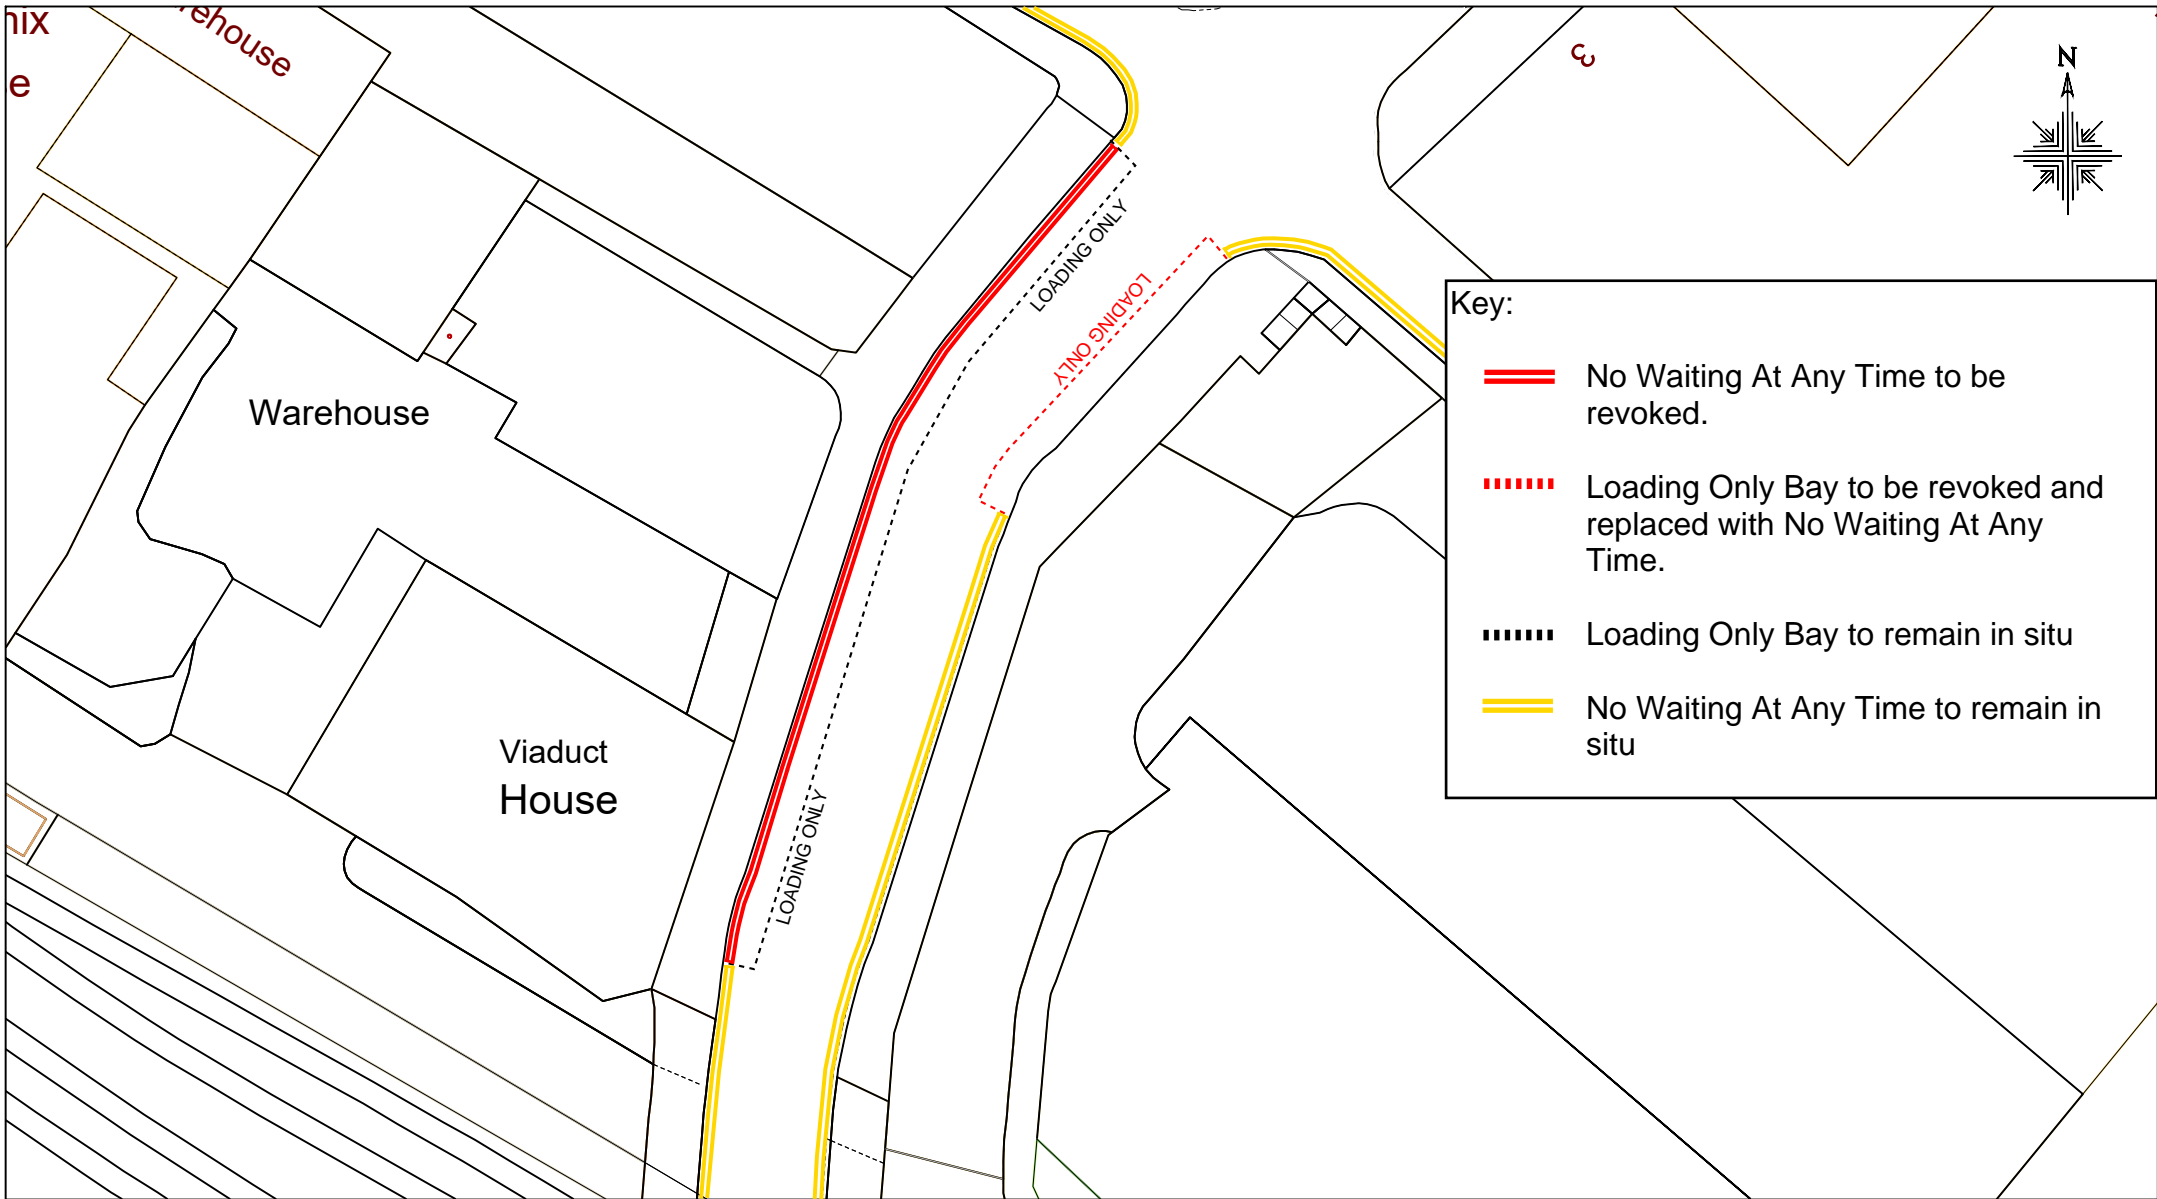 N
3
LOADING ONLY
LOADING ONLY
Warehouse
Viaduct
House
LOADING ONLY
Key:
No Waiting At Any Time to be
revoked.
Loading Only Bay to be revoked and
replaced with No Waiting At Any
Time.
Loading Only Bay to remain in situ
No Waiting At Any Time to remain in
situ